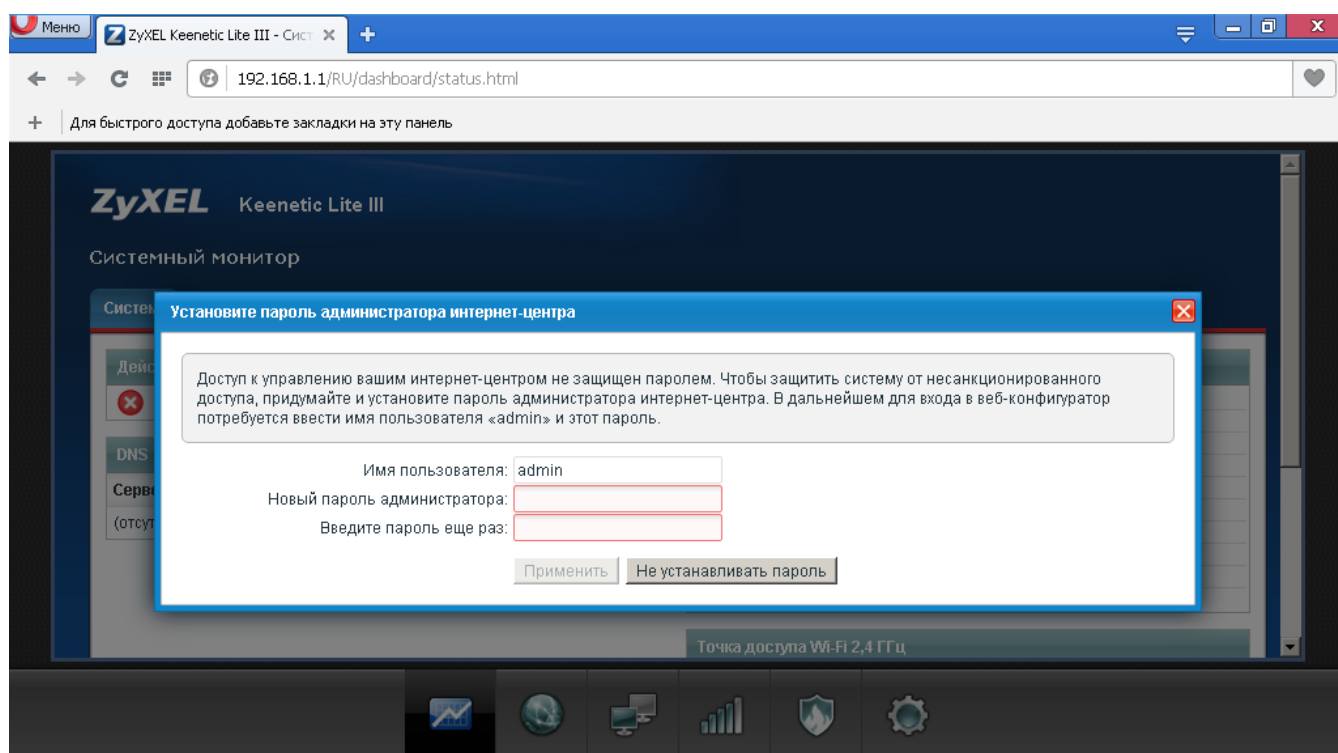 Меню
ZyXEL Keenetic Lite III - Сист
192.168.1.1/RU/dashboard/status.html
Для быстрого доступа добавьте закладки на эту панель
ZyXEL Keenetic Lite III
Системный монитор
Систем
Установите пароль администратора интернет-центра
Дейс
Доступ к управлению вашим интернет-центром не защищен паролем. Чтобы защитить систему от несанкционированного
доступа, придумайте и установите пароль администратора интернет-центра. В дальнейшем для входа в веб-конфигуратор
потребуется ввести имя пользователя «admin» и этот пароль.
DNS
Серве
(отсут
Имя пользователя: admin
Новый пароль администратора:
Введите пароль еще раз:
Применить Не устанавливать пароль
Точка доступа Wi-Fi 2,4 ГГц